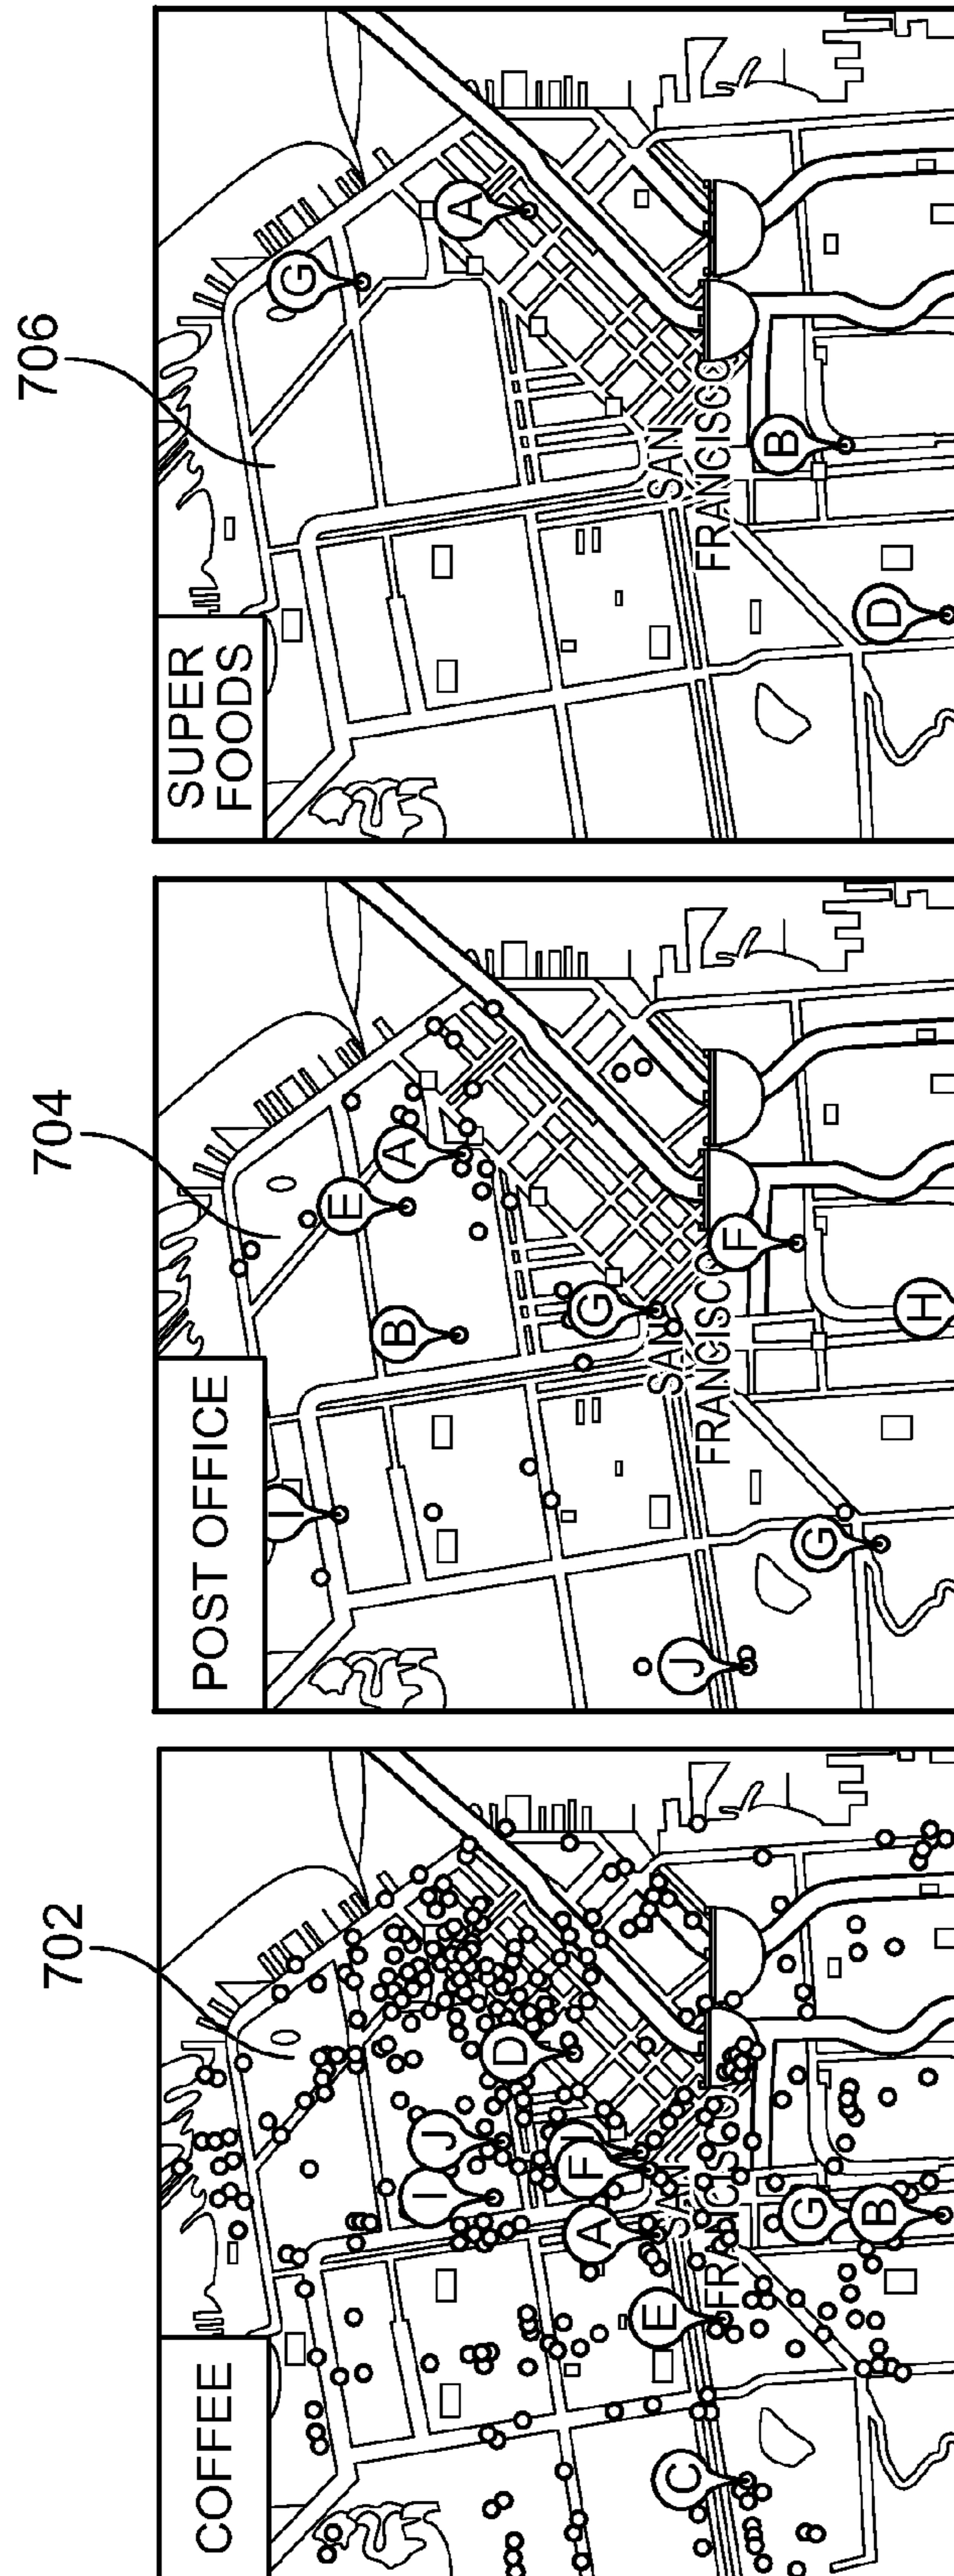 702
704
706
COFFEE
D
J
I
F
A
SAN
FRANCISCO
E
G
B
C
POST OFFICE
A
E
B
I
G
SAN
FRANCISCO
F
H
G
J
SUPER
FOODS
G
A
SAN
FRANCISCO
B
D